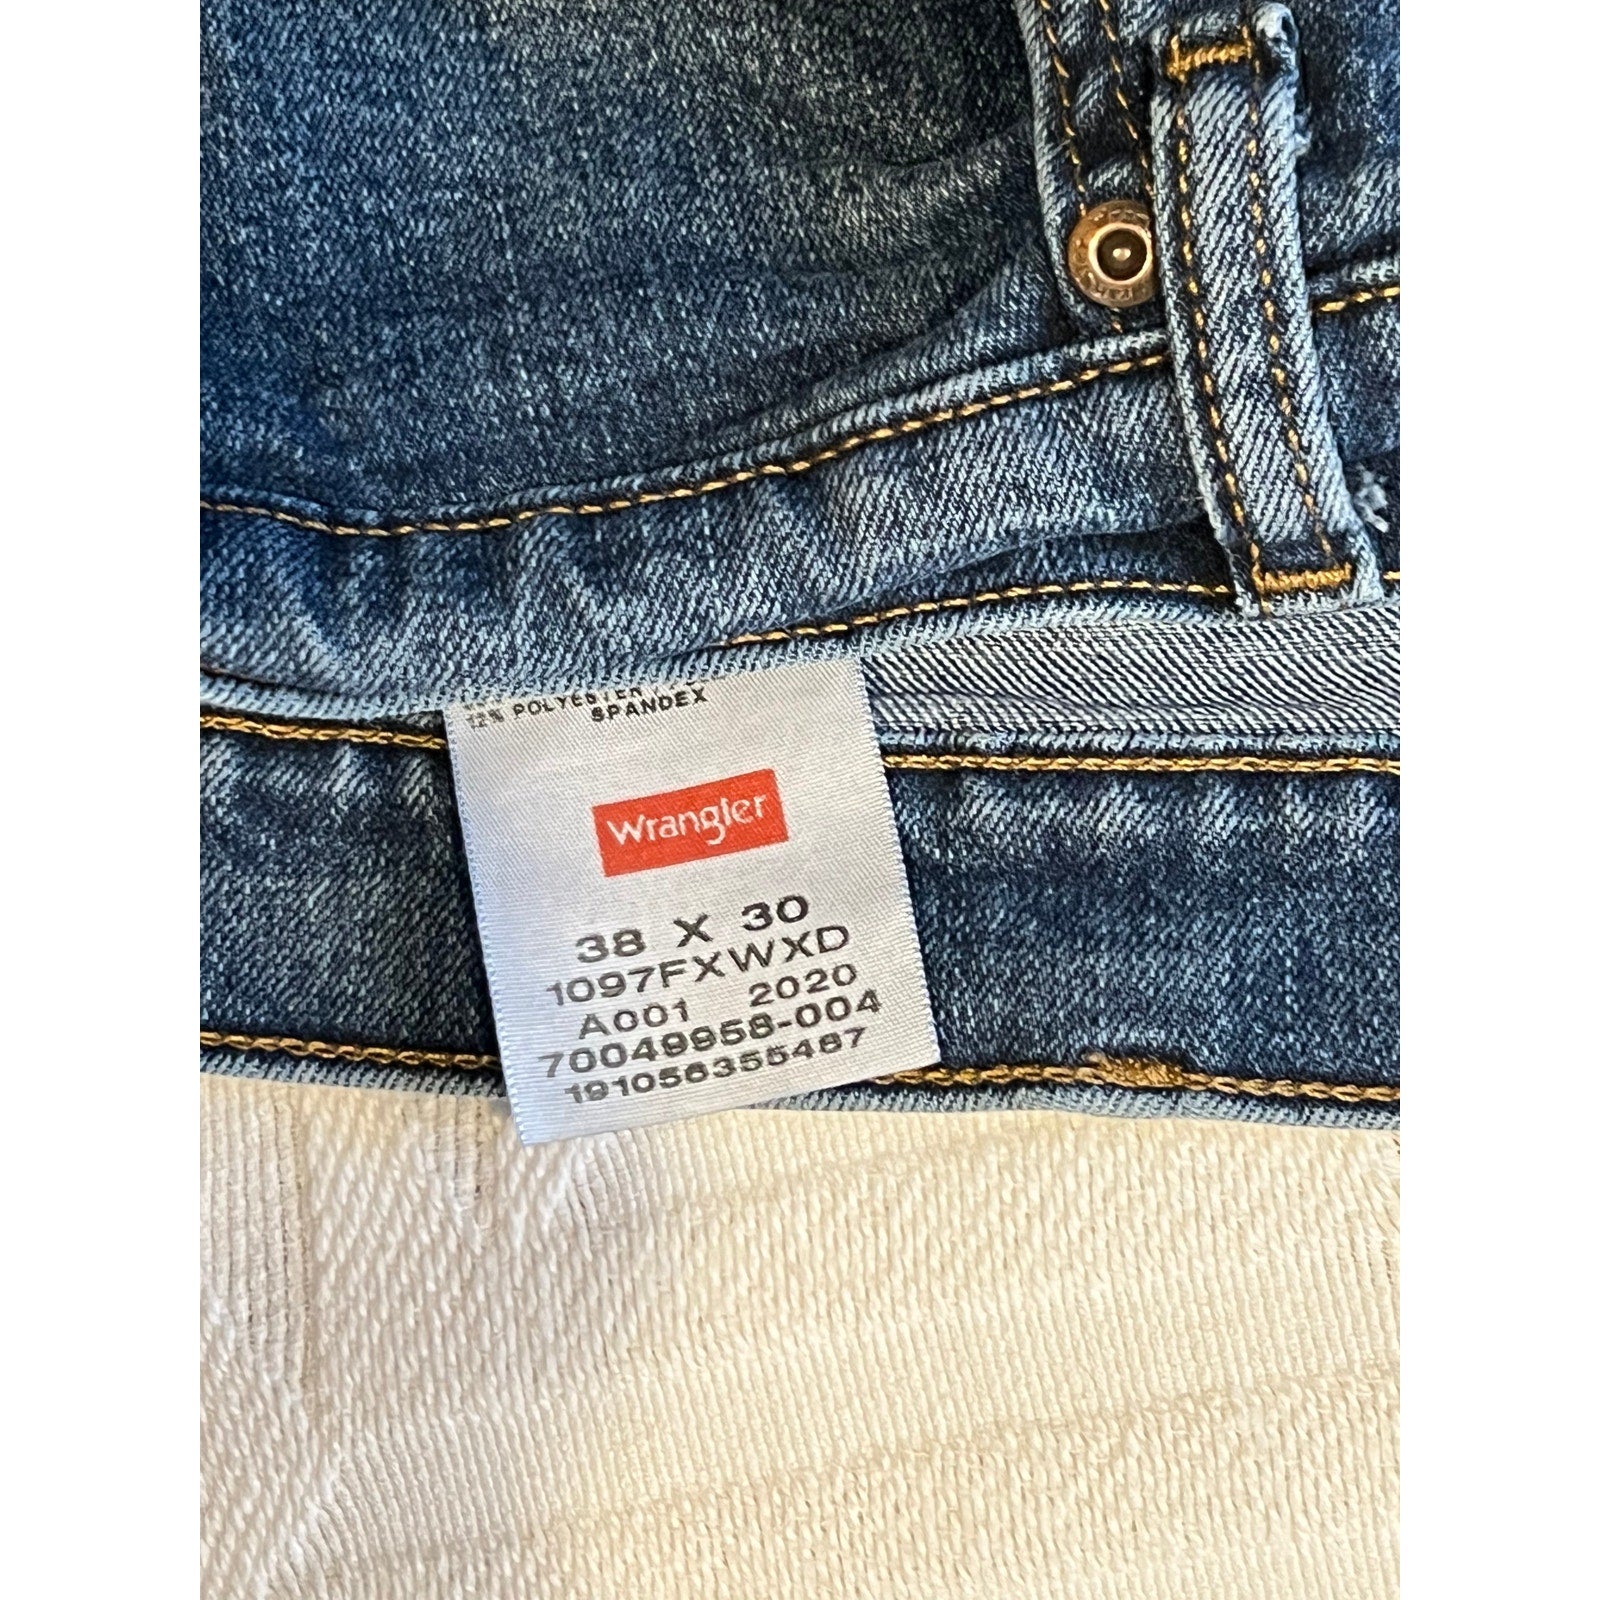 12% POLYESTER
SPANDEX
Wrangler
38 X 30
1097FXWXD
A001 2020
70049958-004
191056355487